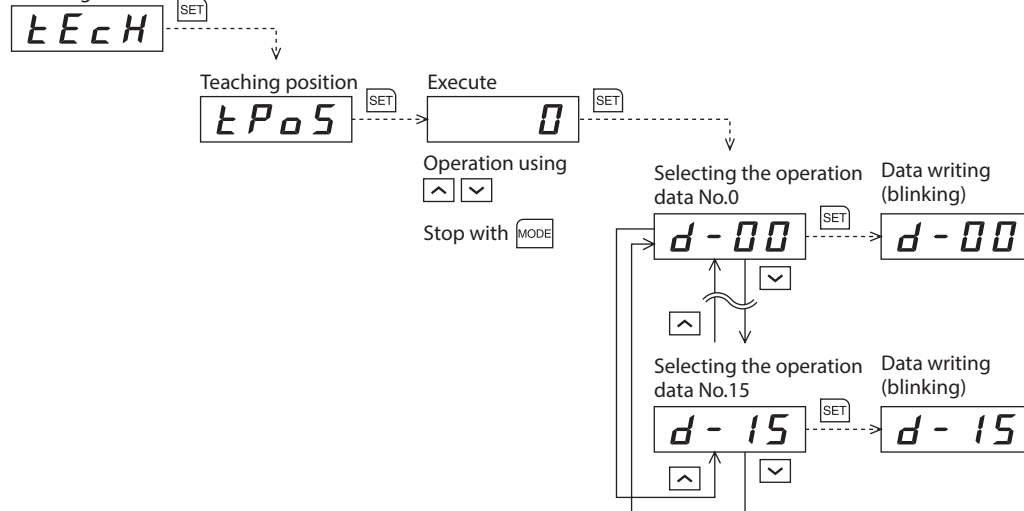 SET
tEcH
Teaching position
Execute
tPoS
SET
0
SET
Operation using
Stop with MODE
Selecting the operation
data No.0
Data writing
(blinking)
d-00
SET
d-00
Selecting the operation
data No.15
Data writing
(blinking)
d-15
SET
d-15